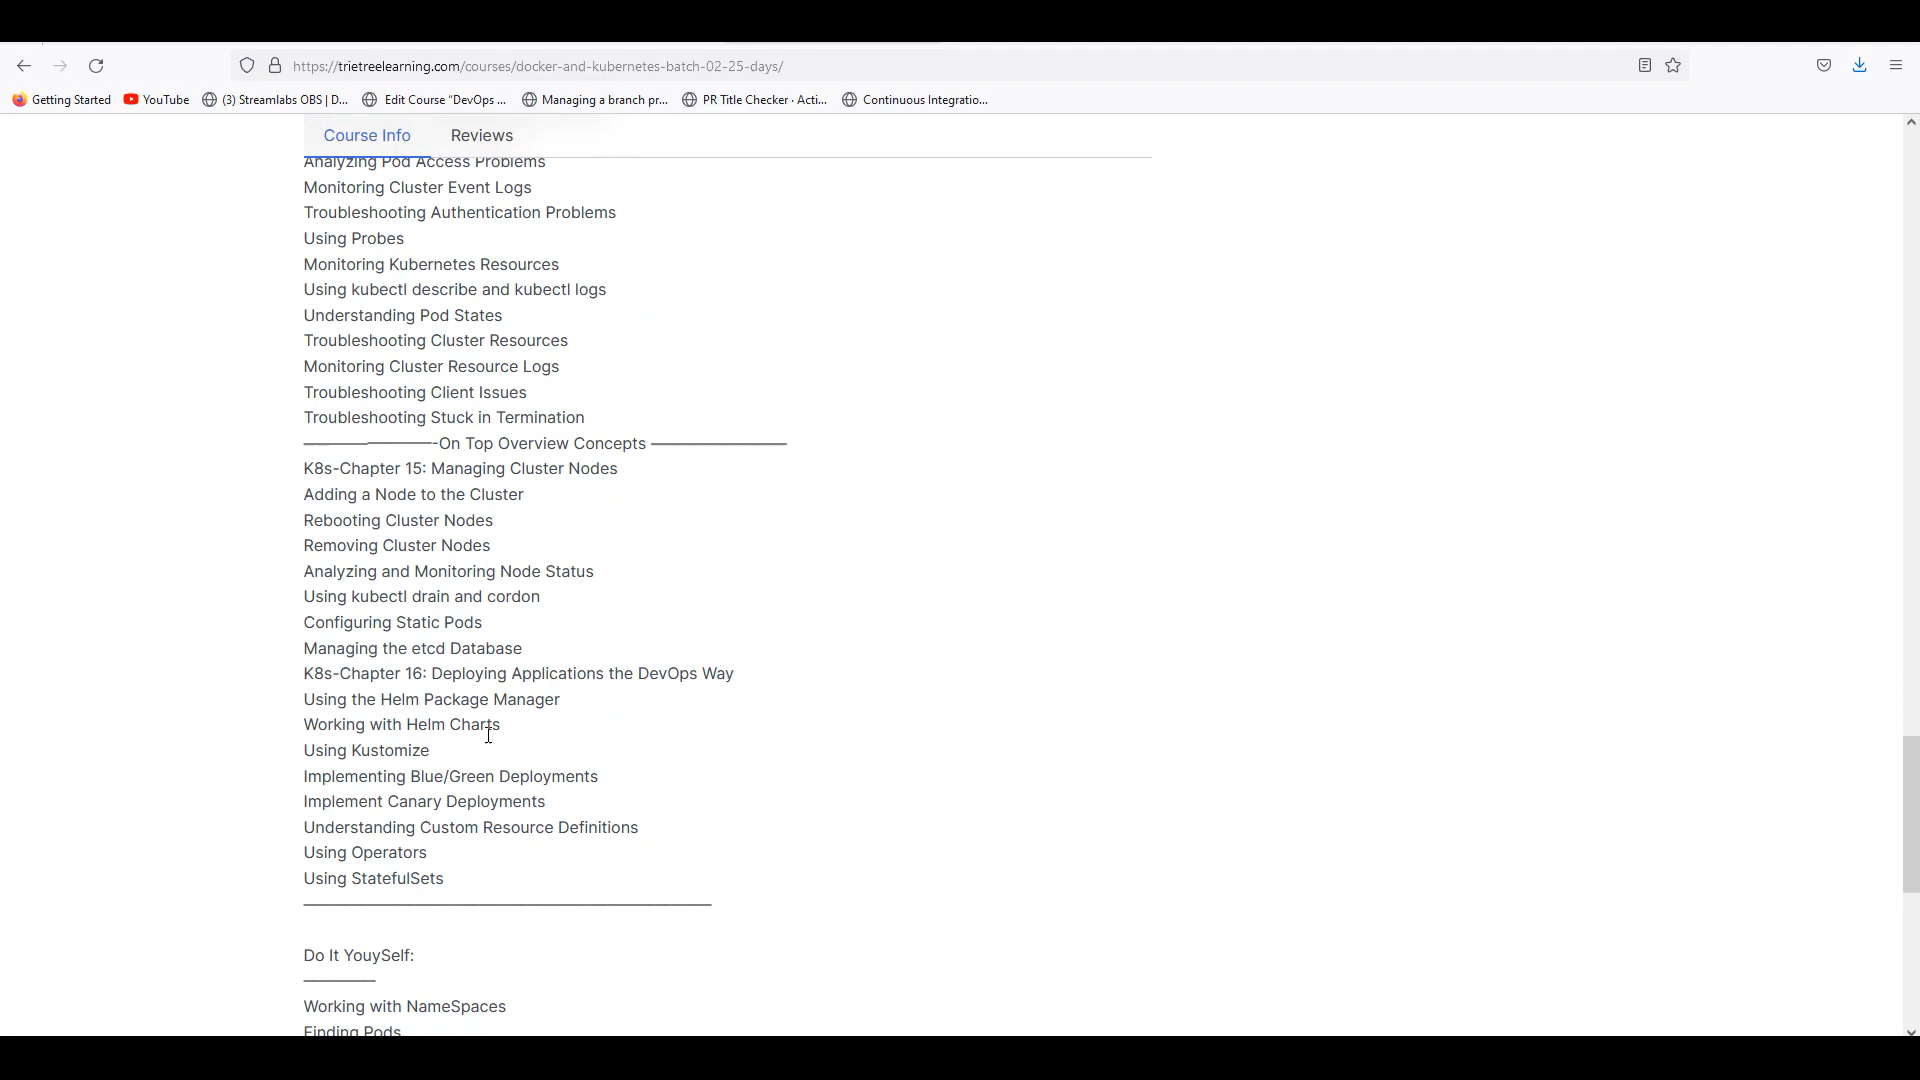 https://trietreelearning.com/courses/docker-and-kubernetes-batch-02-25-days/
Getting Started YouTube (3) Streamlabs OBS | D... Edit Course “DevOps ... Managing a branch pr... PR Title Checker · Acti... Continuous Integratio...
Course Info Reviews
Analyzing Pod Access Problems
Monitoring Cluster Event Logs
Troubleshooting Authentication Problems
Using Probes
Monitoring Kubernetes Resources
Using kubectl describe and kubectl logs
Understanding Pod States
Troubleshooting Cluster Resources
Monitoring Cluster Resource Logs
Troubleshooting Client Issues
Troubleshooting Stuck in Termination
————————-On Top Overview Concepts ————————
K8s-Chapter 15: Managing Cluster Nodes
Adding a Node to the Cluster
Rebooting Cluster Nodes
Removing Cluster Nodes
Analyzing and Monitoring Node Status
Using kubectl drain and cordon
Configuring Static Pods
Managing the etcd Database
K8s-Chapter 16: Deploying Applications the DevOps Way
Using the Helm Package Manager
Working with Helm Charts
Using Kustomize
Implementing Blue/Green Deployments
Implement Canary Deployments
Understanding Custom Resource Definitions
Using Operators
Using StatefulSets
————————————————————————
Do It YouySelf:
————
Working with NameSpaces
Finding Pods